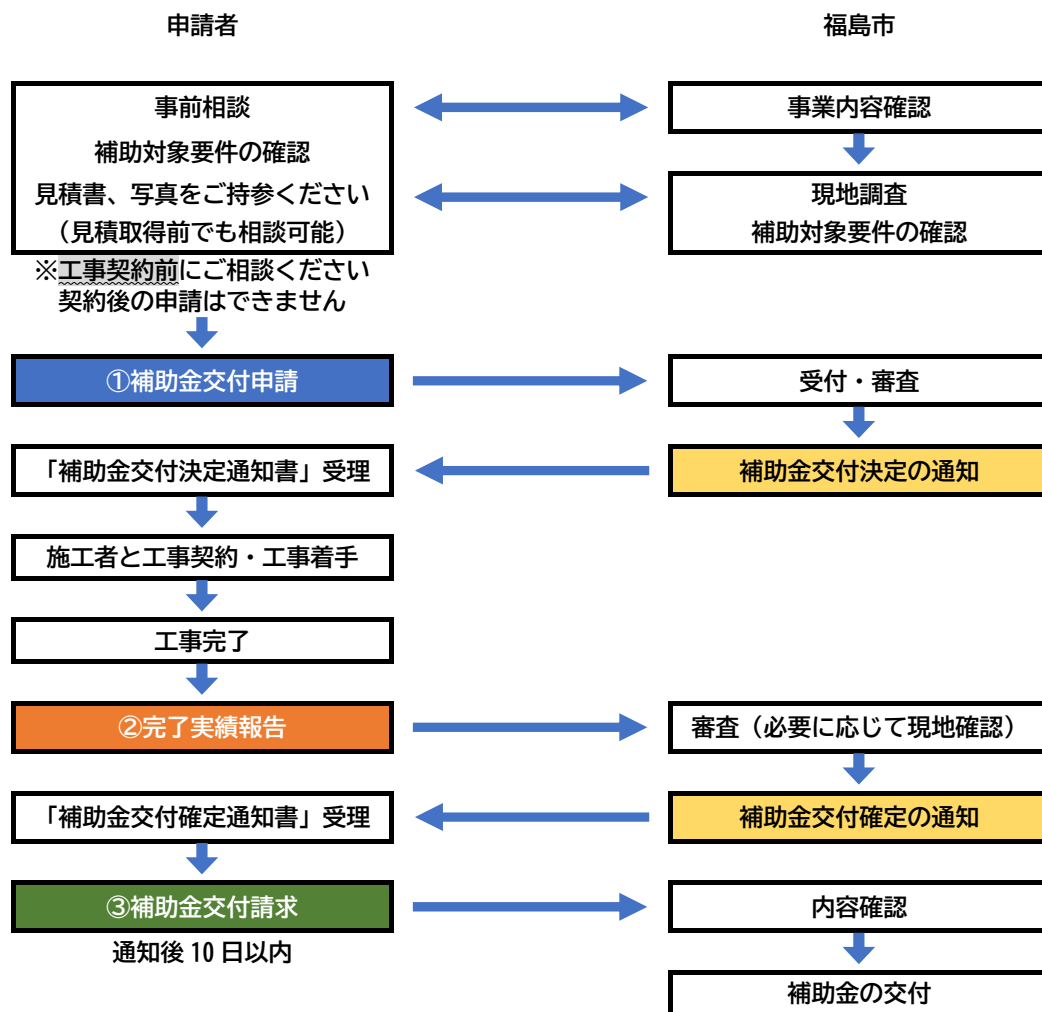 申請者
福島市
事前相談
事業内容確認
補助対象要件の確認
見積書、写真をご持参ください
現地調査
（見積取得前でも相談可能）
補助対象要件の確認
※工事契約前にご相談ください
契約後の申請はできません
①補助金交付申請
受付・審査
「補助金交付決定通知書」受理
補助金交付決定の通知
施工者と工事契約・工事着手
工事完了
②完了実績報告
審査（必要に応じて現地確認）
「補助金交付確定通知書」受理
補助金交付確定の通知
③補助金交付請求
内容確認
通知後 10 日以内
補助金の交付